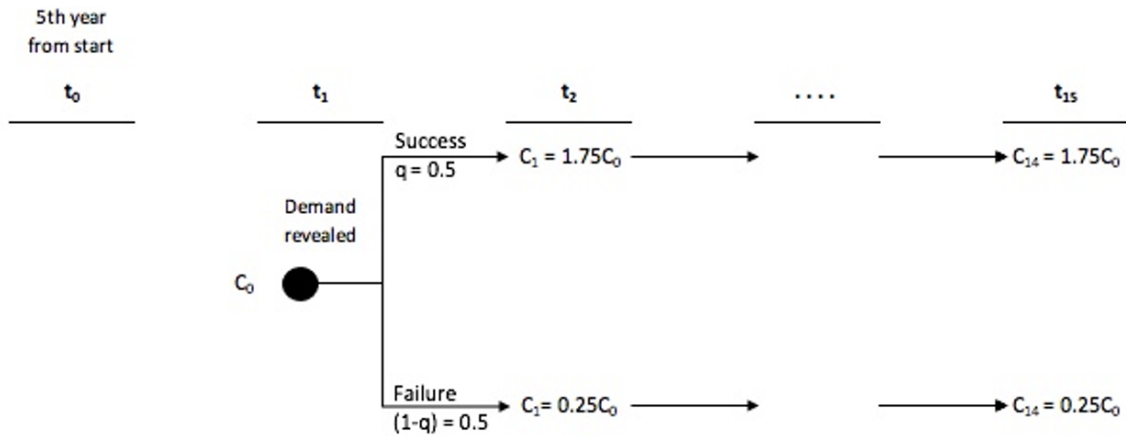 5th year
from start
t₀
t₁
t₂
....
t₁₅
Success
q = 0.5
C₁ = 1.75C₀
C₁₄ = 1.75C₀
Demand
revealed
C₀
Failure
(1-q) = 0.5
C₁= 0.25C₀
C₁₄ = 0.25C₀